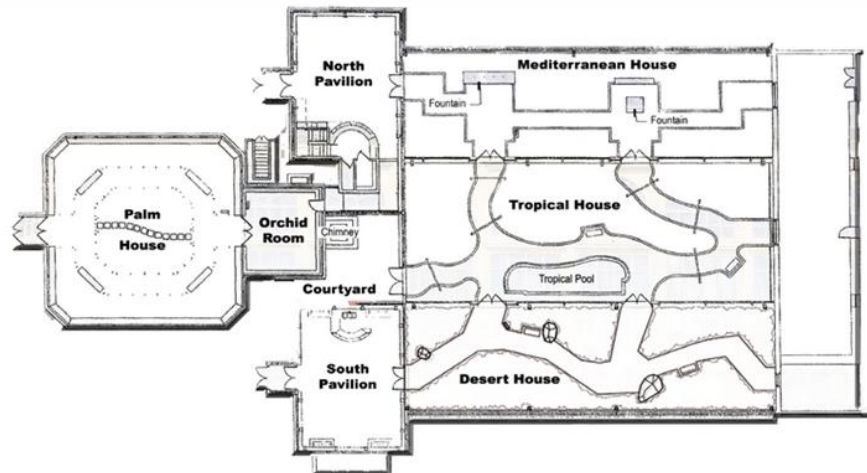 North
Pavilion
Mediterranean House
Fountain
Fountain
Palm
House
Orchid
Room
Chimney
Tropical House
Tropical Pool
Courtyard
South
Pavilion
Desert House